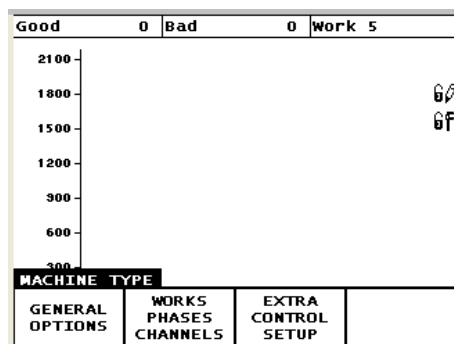 Good 0 Bad 0 Work 5
2100
1800
1500
1200
900
600
300
MACHINE TYPE
GENERAL
OPTIONS
WORKS
PHASES
CHANNELS
EXTRA
CONTROL
SETUP